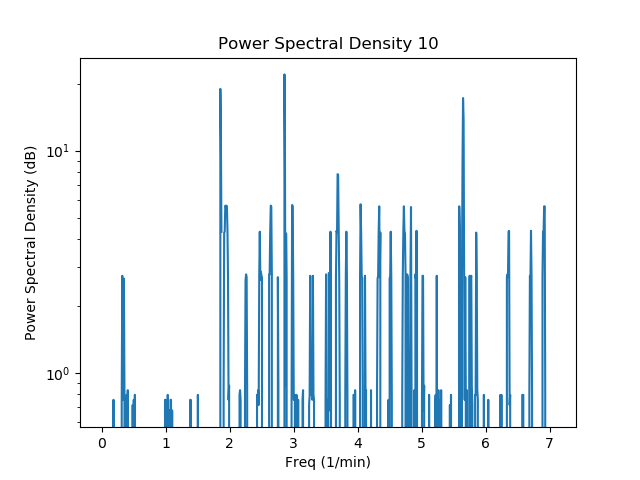 Power Spectral Density 10
Power Spectral Density (dB)
10¹
10⁰
0 1 2 3 4 5 6 7
Freq (1/min)